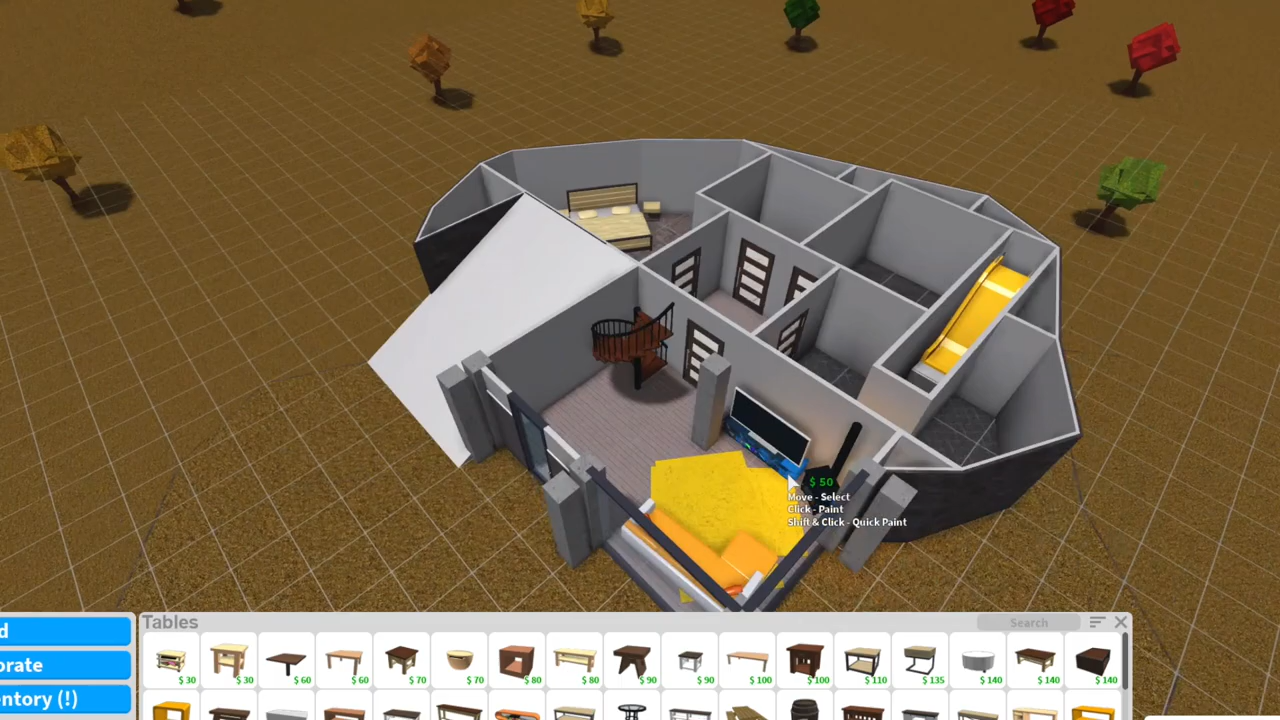 $ 50
Move - Select
Click - Paint
Shift & Click - Quick Paint
Tables
Search
d
orate
entory (!)
$ 30 $ 30 $ 60 $ 60 $ 70 $ 70 $ 80 $ 80 $ 90 $ 90 $ 100 $ 100 $ 110 $ 135 $ 140 $ 140 $ 140